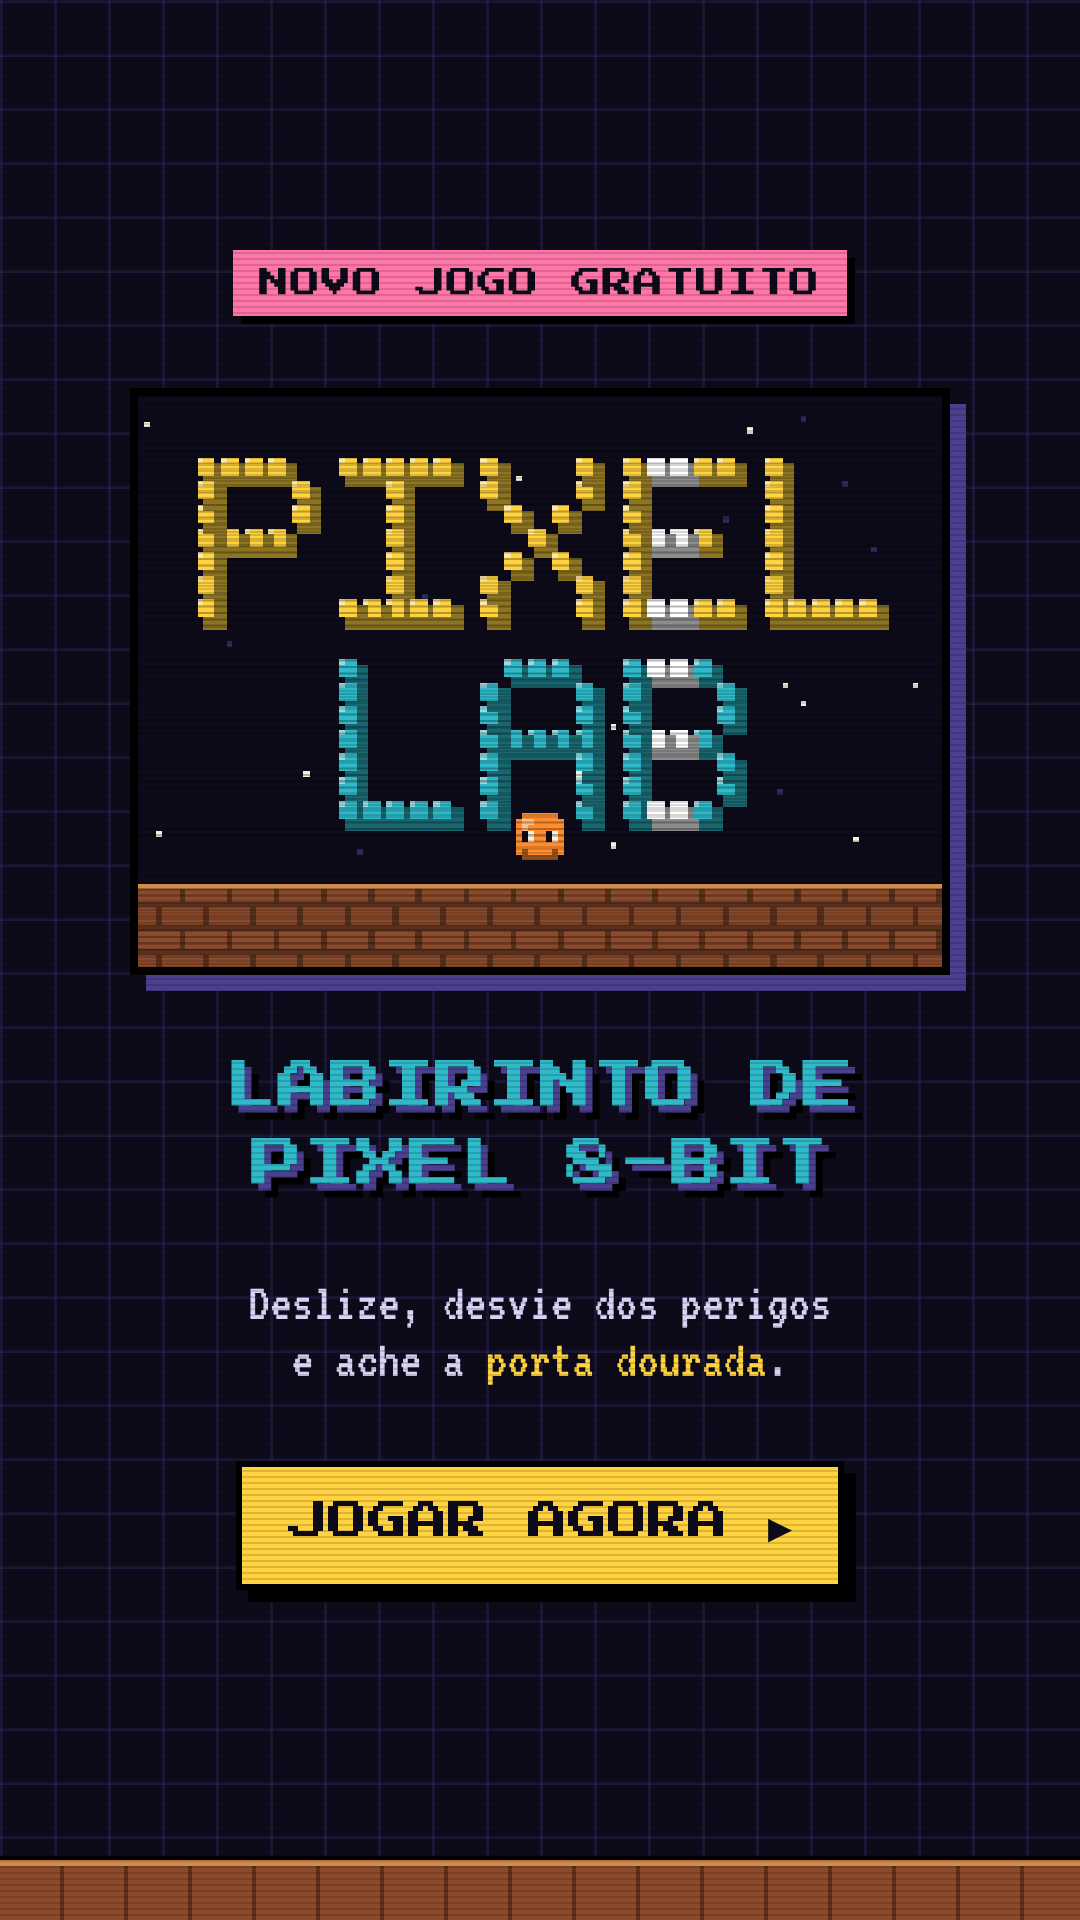 NOVO JOGO GRATUITO
PIXEL
LAB
LABIRINTO DE
PIXEL 8-BIT
Deslize, desvie dos perigos
e ache a porta dourada.
JOGAR AGORA ▶